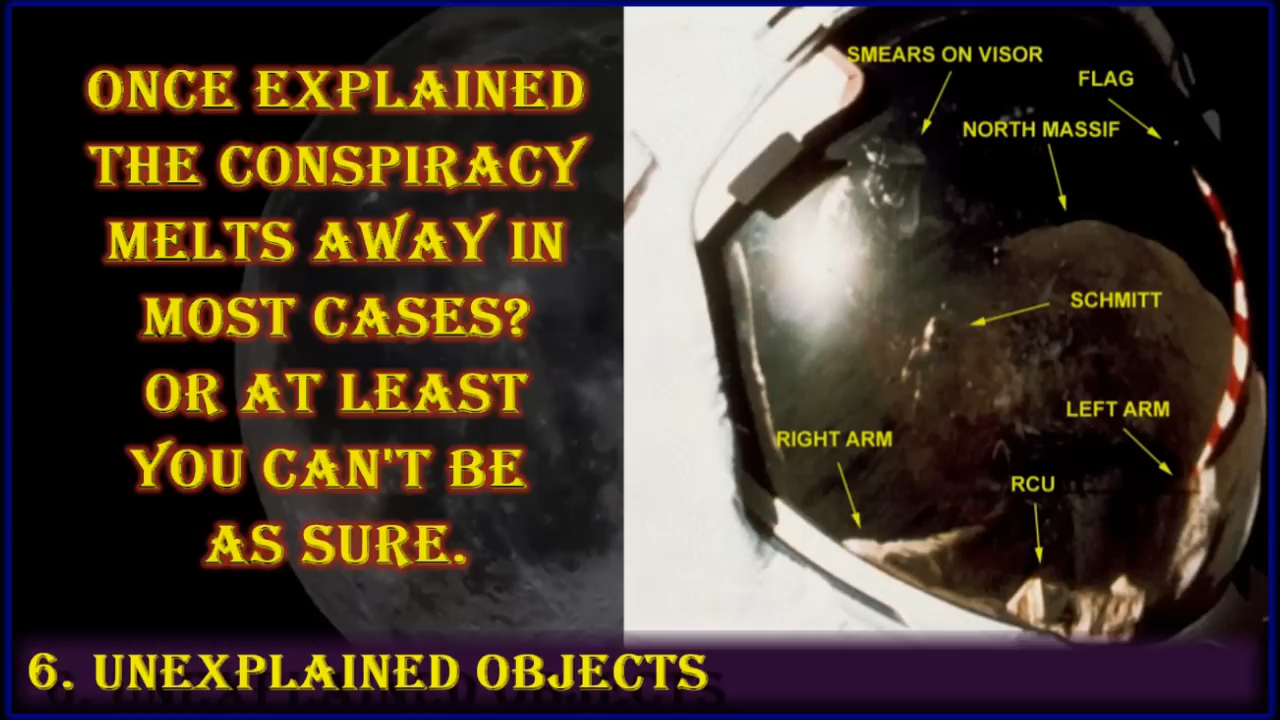 ONCE EXPLAINED
THE CONSPIRACY
MELTS AWAY IN
MOST CASES?
OR AT LEAST
YOU CAN'T BE
AS SURE.
SMEARS ON VISOR
FLAG
NORTH MASSIF
SCHMITT
LEFT ARM
RIGHT ARM
RCU
6. UNEXPLAINED OBJECTS